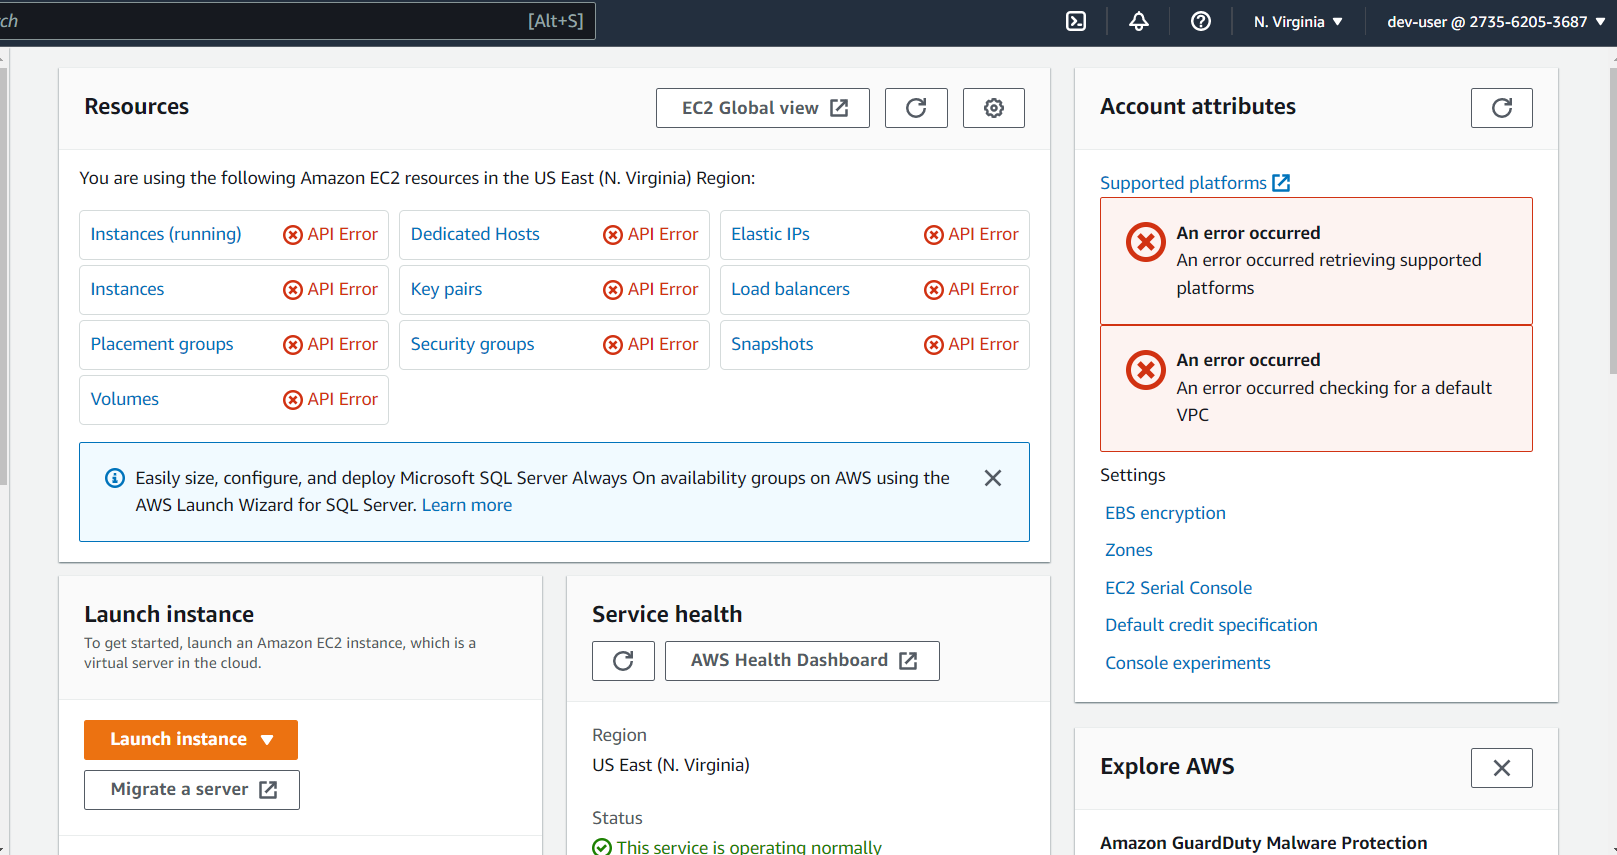 ch [Alt+S] N. Virginia ▼ dev-user @ 2735-6205-3687 ▼
Resources
EC2 Global view
You are using the following Amazon EC2 resources in the US East (N. Virginia) Region:
Instances (running) API Error
Dedicated Hosts API Error
Elastic IPs API Error
Instances API Error
Key pairs API Error
Load balancers API Error
Placement groups API Error
Security groups API Error
Snapshots API Error
Volumes API Error
Easily size, configure, and deploy Microsoft SQL Server Always On availability groups on AWS using the
AWS Launch Wizard for SQL Server. Learn more
Launch instance
To get started, launch an Amazon EC2 instance, which is a
virtual server in the cloud.
Launch instance ▼
Migrate a server
Service health
AWS Health Dashboard
Region
US East (N. Virginia)
Status
This service is operating normally
Account attributes
Supported platforms
An error occurred
An error occurred retrieving supported
platforms
An error occurred
An error occurred checking for a default
VPC
Settings
EBS encryption
Zones
EC2 Serial Console
Default credit specification
Console experiments
Explore AWS
Amazon GuardDuty Malware Protection